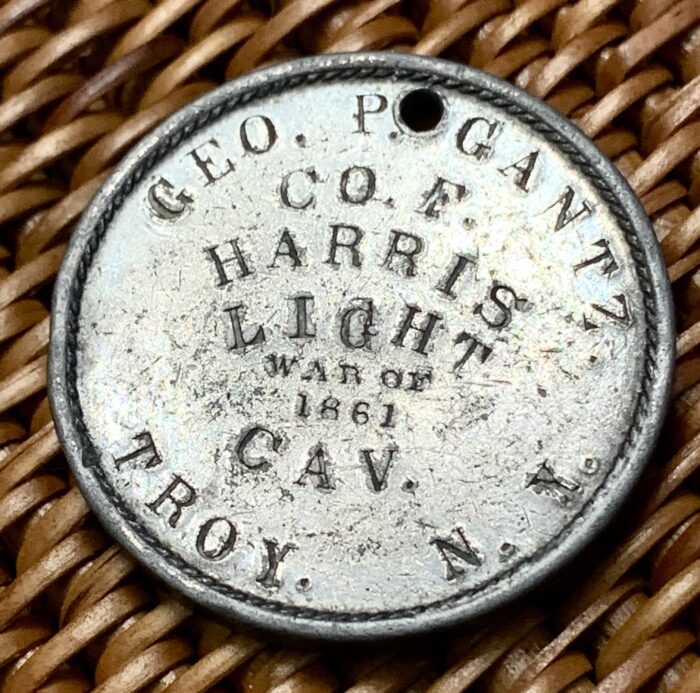 GEO. P. GANTZ.
CO. F.
HARRIS
LIGHT
WAR OF
1861
CAV.
TROY. N. Y.